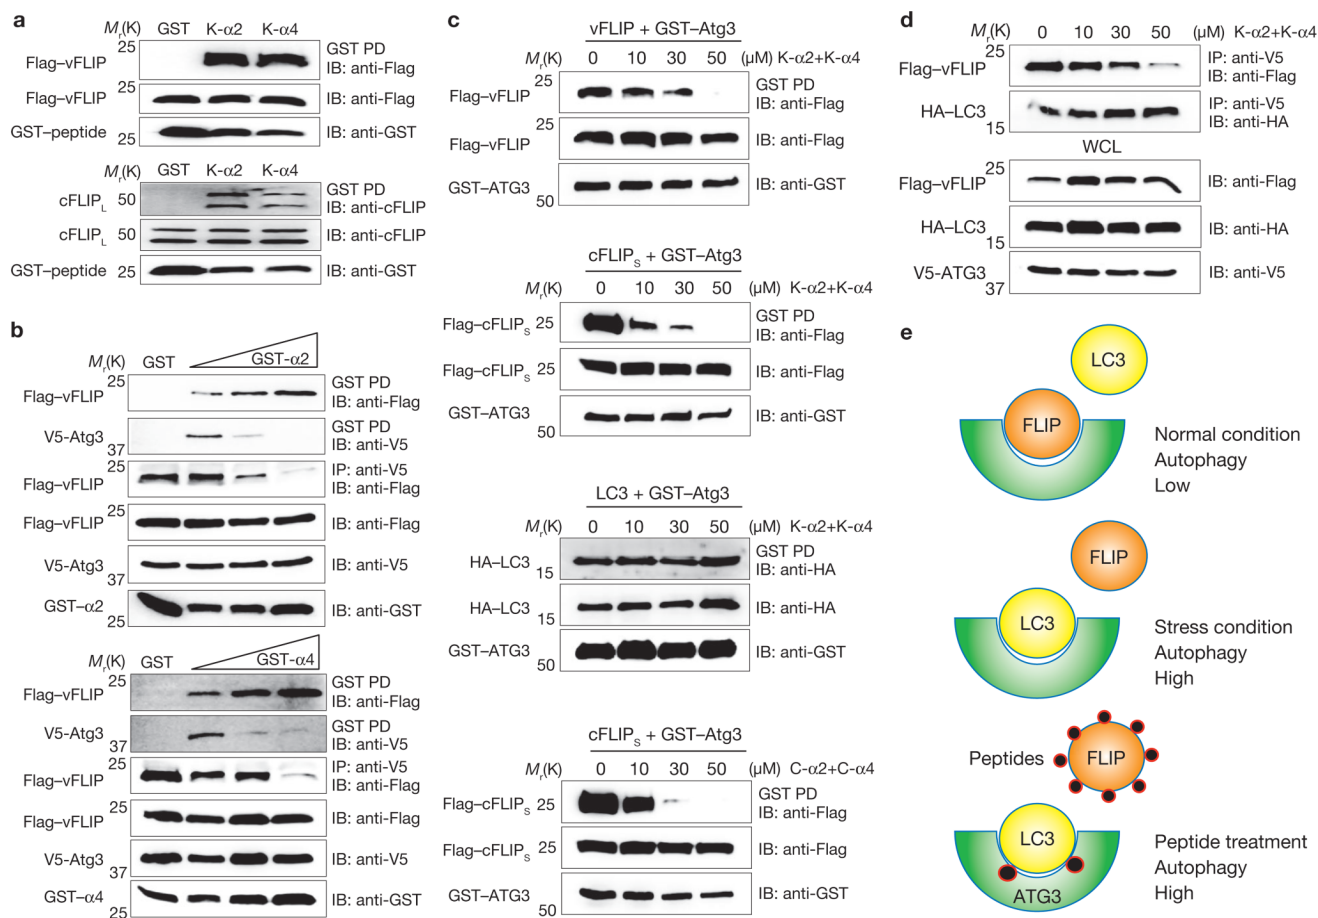 a
Mr(K) GST K-α2 K-α4
25
Flag–vFLIP
GST PD
IB: anti-Flag
25
Flag–vFLIP
IB: anti-Flag
GST–peptide
25
IB: anti-GST
Mr(K) GST K-α2 K-α4
cFLIPL
50
GST PD
IB: anti-cFLIP
cFLIPL
50
IB: anti-cFLIP
GST–peptide
25
IB: anti-GST
b
Mr(K) GST GST-α2
25
Flag–vFLIP
GST PD
IB: anti-Flag
V5-Atg3
37
GST PD
IB: anti-V5
25
Flag–vFLIP
IP: anti-V5
IB: anti-Flag
25
Flag–vFLIP
IB: anti-Flag
V5-Atg3
37
IB: anti-V5
GST–α2
25
IB: anti-GST
Mr(K) GST GST-α4
25
Flag–vFLIP
GST PD
IB: anti-Flag
V5-Atg3
37
GST PD
IB: anti-V5
25
Flag–vFLIP
IP: anti-V5
IB: anti-Flag
25
Flag–vFLIP
IB: anti-Flag
V5-Atg3
37
IB: anti-V5
GST–α4
25
IB: anti-GST
c
vFLIP + GST–Atg3
Mr(K) 0 10 30 50 (µM) K-α2+K-α4
25
Flag–vFLIP
GST PD
IB: anti-Flag
25
Flag–vFLIP
IB: anti-Flag
GST–ATG3
50
IB: anti-GST
cFLIPS + GST–Atg3
Mr(K) 0 10 30 50 (µM) K-α2+K-α4
Flag–cFLIPS
25
GST PD
IB: anti-Flag
Flag–cFLIPS
25
IB: anti-Flag
GST–ATG3
50
IB: anti-GST
LC3 + GST–Atg3
Mr(K) 0 10 30 50 (µM) K-α2+K-α4
HA–LC3
15
GST PD
IB: anti-HA
HA–LC3
15
IB: anti-HA
GST–ATG3
50
IB: anti-GST
cFLIPS + GST–Atg3
Mr(K) 0 10 30 50 (µM) C-α2+C-α4
Flag–cFLIPS
25
GST PD
IB: anti-Flag
Flag–cFLIPS
25
IB: anti-Flag
GST–ATG3
50
IB: anti-GST
d
Mr(K) 0 10 30 50 (µM) K-α2+K-α4
25
Flag–vFLIP
IP: anti-V5
IB: anti-Flag
HA–LC3
15
IP: anti-V5
IB: anti-HA
WCL
Flag–vFLIP
25
IB: anti-Flag
HA–LC3
15
IB: anti-HA
V5-ATG3
37
IB: anti-V5
e
LC3
FLIP
Normal condition
Autophagy
Low
FLIP
LC3
Stress condition
Autophagy
High
Peptides
FLIP
LC3
ATG3
Peptide treatment
Autophagy
High